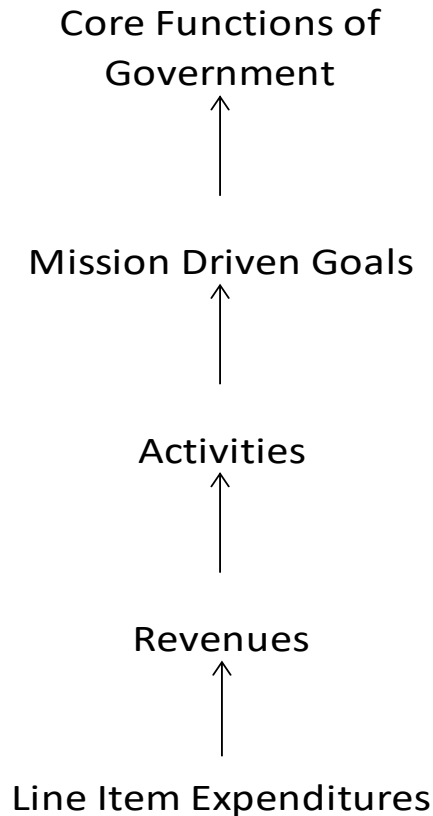 Core Functions of
Government
Mission Driven Goals
Activities
Revenues
Line Item Expenditures